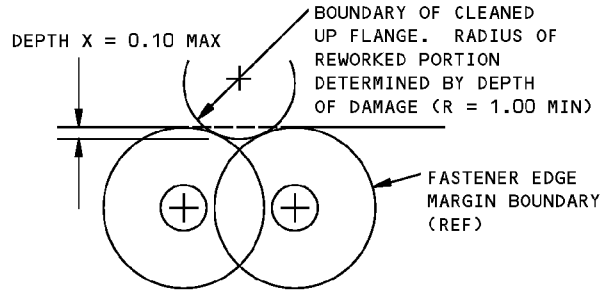 BOUNDARY OF CLEANED
UP FLANGE. RADIUS OF
REWORKED PORTION
DETERMINED BY DEPTH
OF DAMAGE (R = 1.00 MIN)
DEPTH X = 0.10 MAX
FASTENER EDGE
MARGIN BOUNDARY
(REF)